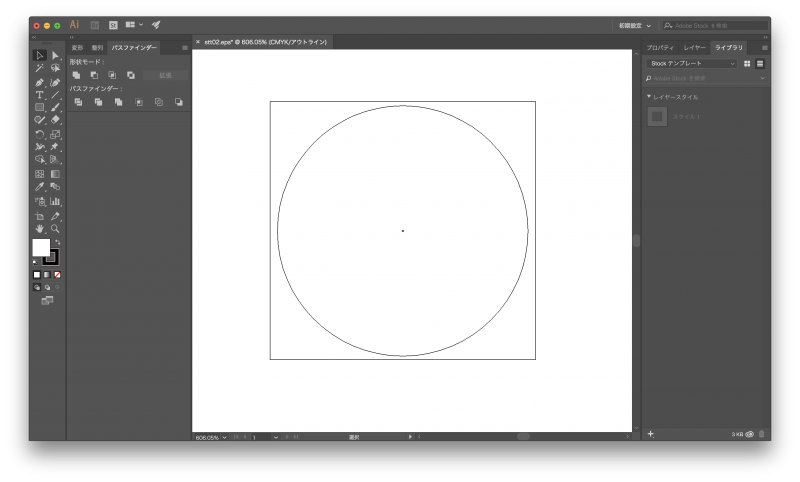 Ai
初期設定
Adobe Stock を検索
変形 整列 パスファインダー
× stt02.eps* @ 606.05% (CMYK/アウトライン)
プロパティ レイヤー ライブラリ
形状モード：
拡張
パスファインダー：
Stock テンプレート
Adobe Stock を検索
レイヤースタイル
スタイル 1
606.05% 1 選択
3 KB